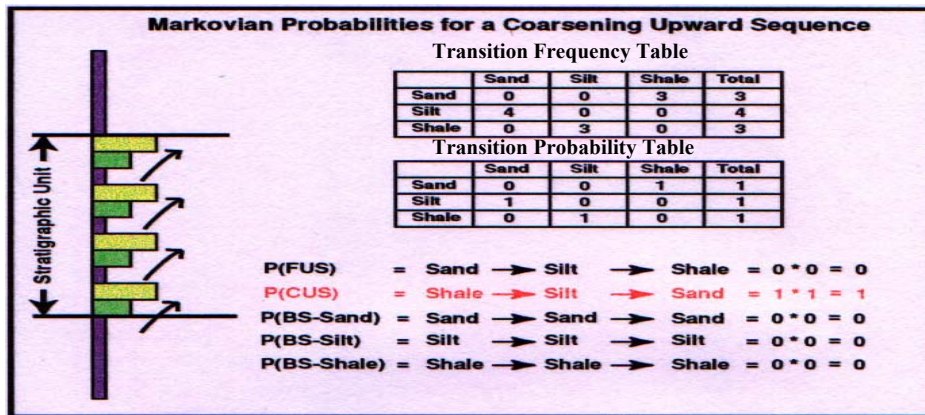 Markovian Probabilities for a Coarsening Upward Sequence
Transition Frequency Table
Sand Silt Shale Total
Sand 0 0 3 3
Silt 4 0 0 4
Shale 0 3 0 3
Transition Probability Table
Sand Silt Shale Total
Sand 0 0 1 1
Silt 1 0 0 1
Shale 0 1 0 1
Stratigraphic Unit
P(FUS) = Sand → Silt → Shale = 0 * 0 = 0
P(CUS) = Shale → Silt → Sand = 1 * 1 = 1
P(BS-Sand) = Sand → Sand → Sand = 0 * 0 = 0
P(BS-Silt) = Silt → Silt → Silt = 0 * 0 = 0
P(BS-Shale) = Shale → Shale → Shale = 0 * 0 = 0